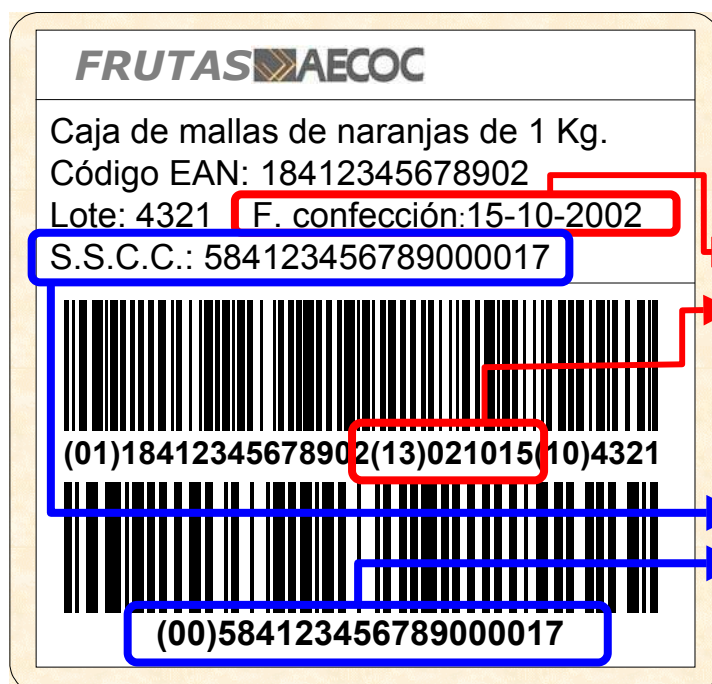 FRUTAS AECOC
Caja de mallas de naranjas de 1 Kg.
Código EAN: 18412345678902
Lote: 4321 F. confección:15-10-2002
S.S.C.C.: 584123456789000017
(01)18412345678902(13)021015(10)4321
(00)584123456789000017